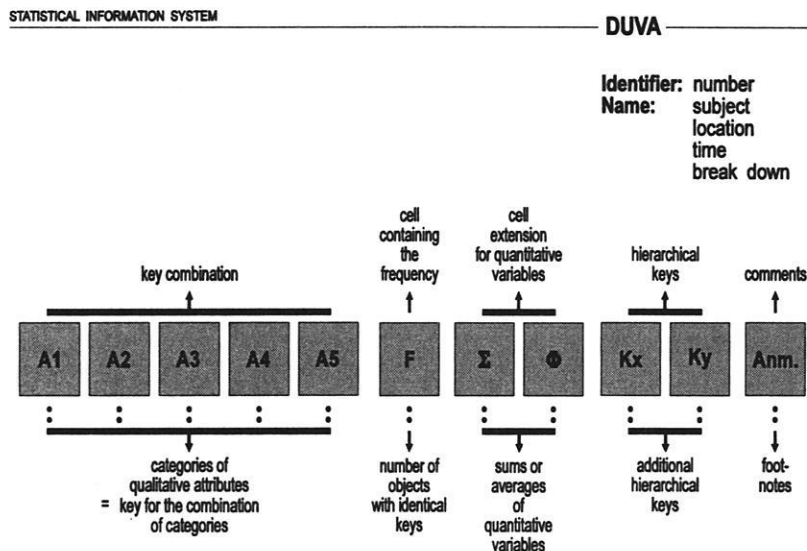 STATISTICAL INFORMATION SYSTEM
DUVA
Identifier: number
Name: subject
location
time
break down
key combination
cell
containing
the
frequency
cell
extension
for quantitative
variables
hierarchical
keys
comments
A1 A2 A3 A4 A5 F Σ Φ Kx Ky Anm.
categories of
qualitative attributes
= key for the combination
of categories
number of
objects
with identical
keys
sums or
averages
of
quantitative
variables
additional
hierarchical
keys
foot-
notes